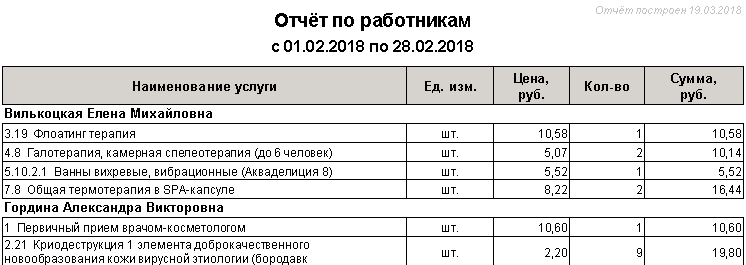 Отчёт построен 19.03.2018
Отчёт по работникам
с 01.02.2018 по 28.02.2018
Наименование услуги Ед. изм. Цена, руб. Кол-во Сумма, руб.
Вилькоцкая Елена Михайловна
3.19 Флоатинг терапия шт. 10,58 1 10,58
4.8 Галотерапия, камерная спелеотерапия (до 6 человек) шт. 5,07 2 10,14
5.10.2.1 Ванны вихревые, вибрационные (Акваделиция 8) шт. 5,52 1 5,52
7.8 Общая термотерапия в SPA-капсуле шт. 8,22 2 16,44
Гордина Александра Викторовна
1 Первичный прием врачом-косметологом шт. 10,60 1 10,60
2.21 Криодеструкция 1 элемента доброкачественного
новообразования кожи вирусной этиологии (бородавк шт. 2,20 9 19,80